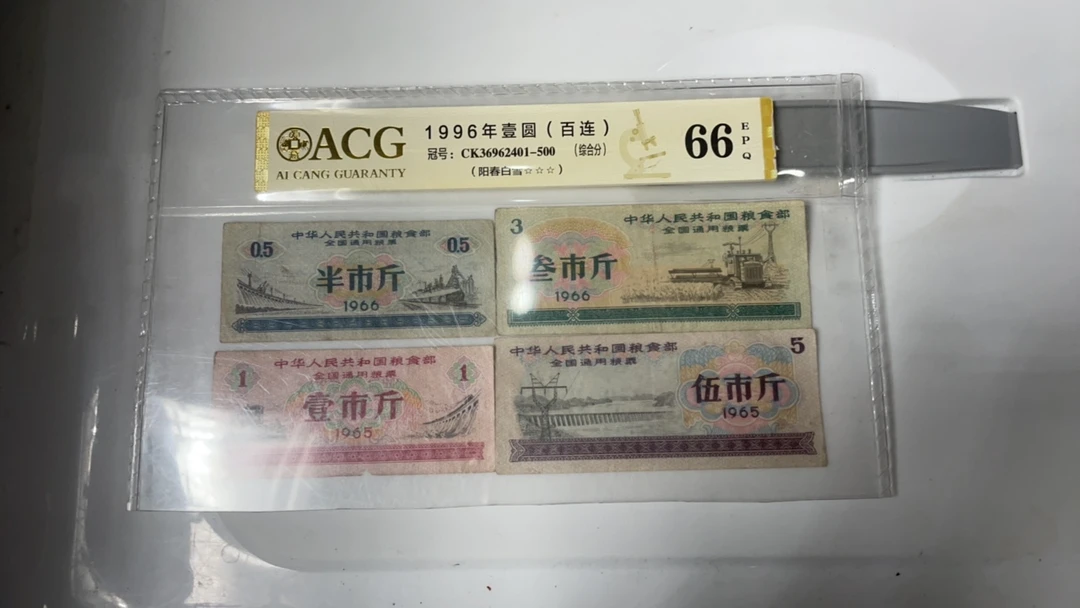 ACG
AI CANG GUARANTY
1996年壹圆（百连）
冠号：CK36962401-500 （综合分）
（阳春白雪☆☆☆）
66
EPQ
中华人民共和国粮食部
全国通用粮票
0.5 0.5
半市斤
1966
3
中华人民共和国粮食部
全国通用粮票
叁市斤
1966
中华人民共和国粮食部
全国通用粮票
1 1
壹市斤
1965
中华人民共和国粮食部
全国通用粮票
5
伍市斤
1965